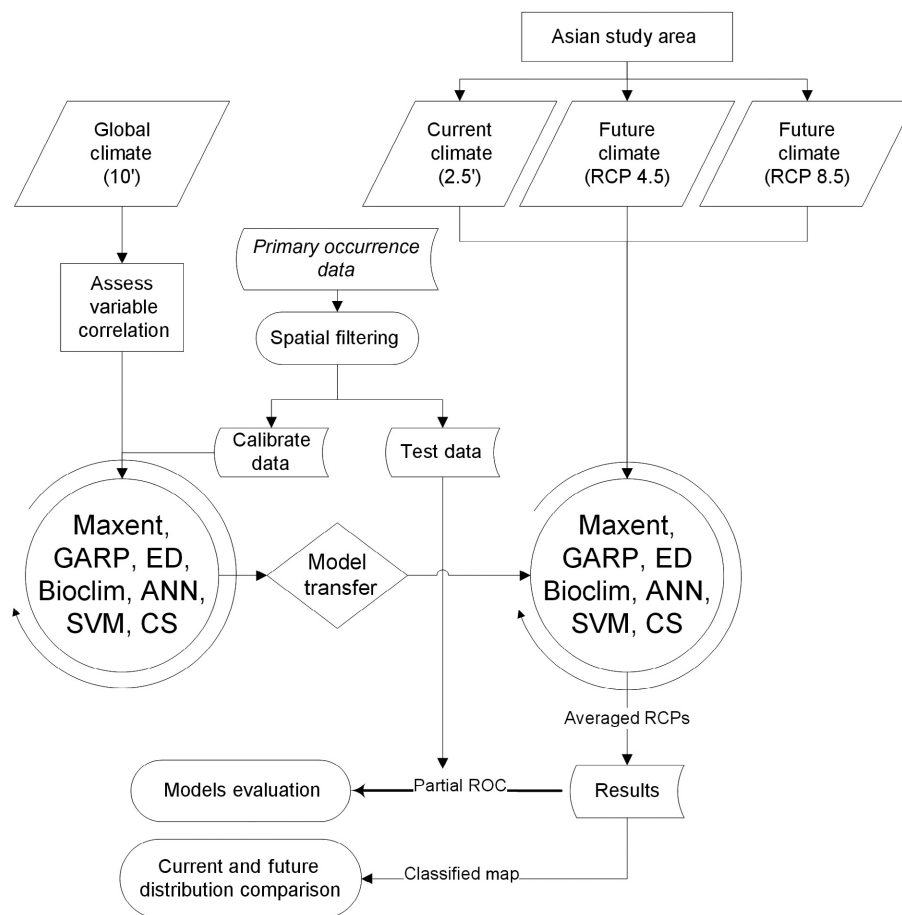 Asian study area
Global
climate
(10')
Current
climate
(2.5')
Future
climate
(RCP 4.5)
Future
climate
(RCP 8.5)
Primary occurrence
data
Assess
variable
correlation
Spatial filtering
Calibrate
data
Test data
Maxent,
GARP, ED,
Bioclim, ANN,
SVM, CS
Model
transfer
Maxent,
GARP, ED
Bioclim, ANN,
SVM, CS
Averaged RCPs
Models evaluation
Partial ROC
Results
Current and future
distribution comparison
Classified map